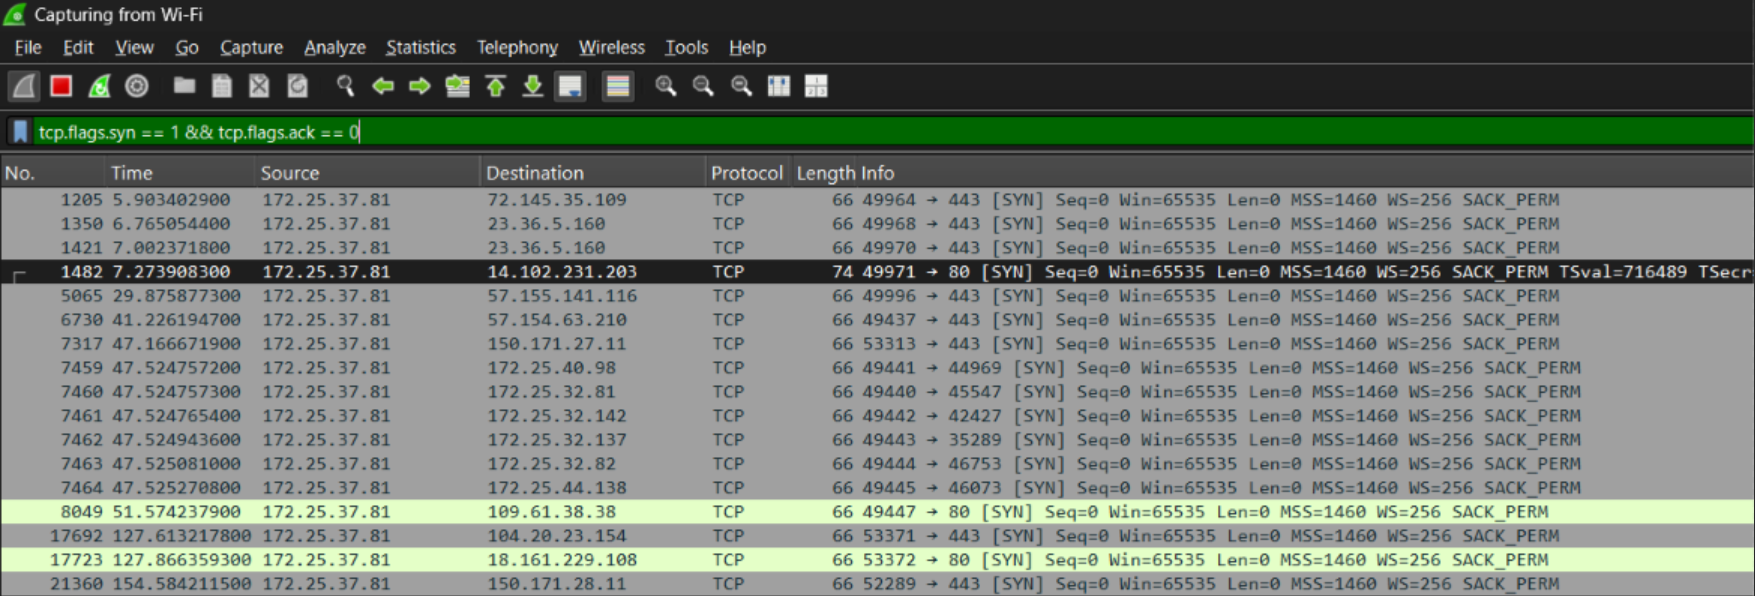 Capturing from Wi-Fi
File Edit View Go Capture Analyze Statistics Telephony Wireless Tools Help
tcp.flags.syn == 1 && tcp.flags.ack == 0
No. Time Source Destination Protocol Length Info
1205 5.903402900 172.25.37.81 72.145.35.109 TCP 66 49964 → 443 [SYN] Seq=0 Win=65535 Len=0 MSS=1460 WS=256 SACK_PERM
1350 6.765054400 172.25.37.81 23.36.5.160 TCP 66 49968 → 443 [SYN] Seq=0 Win=65535 Len=0 MSS=1460 WS=256 SACK_PERM
1421 7.002371800 172.25.37.81 23.36.5.160 TCP 66 49970 → 443 [SYN] Seq=0 Win=65535 Len=0 MSS=1460 WS=256 SACK_PERM
1482 7.273908300 172.25.37.81 14.102.231.203 TCP 74 49971 → 80 [SYN] Seq=0 Win=65535 Len=0 MSS=1460 WS=256 SACK_PERM TSval=716489 TSecr
5065 29.875877300 172.25.37.81 57.155.141.116 TCP 66 49996 → 443 [SYN] Seq=0 Win=65535 Len=0 MSS=1460 WS=256 SACK_PERM
6730 41.226194700 172.25.37.81 57.154.63.210 TCP 66 49437 → 443 [SYN] Seq=0 Win=65535 Len=0 MSS=1460 WS=256 SACK_PERM
7317 47.166671900 172.25.37.81 150.171.27.11 TCP 66 53313 → 443 [SYN] Seq=0 Win=65535 Len=0 MSS=1460 WS=256 SACK_PERM
7459 47.524757200 172.25.37.81 172.25.40.98 TCP 66 49441 → 44969 [SYN] Seq=0 Win=65535 Len=0 MSS=1460 WS=256 SACK_PERM
7460 47.524757300 172.25.37.81 172.25.32.81 TCP 66 49440 → 45547 [SYN] Seq=0 Win=65535 Len=0 MSS=1460 WS=256 SACK_PERM
7461 47.524765400 172.25.37.81 172.25.32.142 TCP 66 49442 → 42427 [SYN] Seq=0 Win=65535 Len=0 MSS=1460 WS=256 SACK_PERM
7462 47.524943600 172.25.37.81 172.25.32.137 TCP 66 49443 → 35289 [SYN] Seq=0 Win=65535 Len=0 MSS=1460 WS=256 SACK_PERM
7463 47.525081000 172.25.37.81 172.25.32.82 TCP 66 49444 → 46753 [SYN] Seq=0 Win=65535 Len=0 MSS=1460 WS=256 SACK_PERM
7464 47.525270800 172.25.37.81 172.25.44.138 TCP 66 49445 → 46073 [SYN] Seq=0 Win=65535 Len=0 MSS=1460 WS=256 SACK_PERM
8049 51.574237900 172.25.37.81 109.61.38.38 TCP 66 49447 → 80 [SYN] Seq=0 Win=65535 Len=0 MSS=1460 WS=256 SACK_PERM
17692 127.613217800 172.25.37.81 104.20.23.154 TCP 66 53371 → 443 [SYN] Seq=0 Win=65535 Len=0 MSS=1460 WS=256 SACK_PERM
17723 127.866359300 172.25.37.81 18.161.229.108 TCP 66 53372 → 80 [SYN] Seq=0 Win=65535 Len=0 MSS=1460 WS=256 SACK_PERM
21360 154.584211500 172.25.37.81 150.171.28.11 TCP 66 52289 → 443 [SYN] Seq=0 Win=65535 Len=0 MSS=1460 WS=256 SACK_PERM